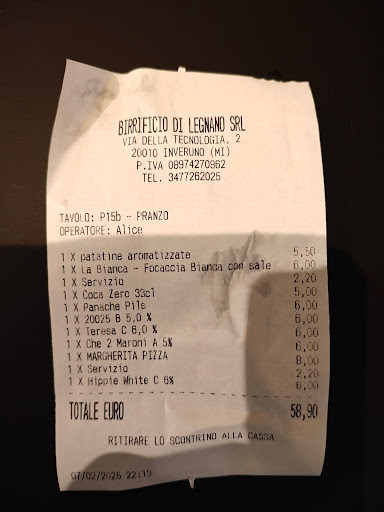 BIRRIFICIO DI LEGNANO SRL
VIA DELLA TECNOLOGIA, 2
20010 INVERUNO (MI)
P.IVA 08974270962
TEL. 3477262025
TAVOLO: P15b - PRANZO
OPERATORE: Alice
1 X patatine aromatizzate 5,50
1 X La Bianca - Focaccia Bianca con sale 6,00
1 X Servizio 2,20
1 X Coca Zero 33cl 5,00
1 X Panache Pils 6,00
1 X 20025 B 5,0 % 6,00
1 X Teresa C 6,0 % 6,00
1 X Che 2 Maroni A 5% 6,00
1 X MARGHERITA PIZZA 8,00
1 X Servizio 2,20
1 X Hippie White C 6% 6,00
TOTALE EURO 58,90
RITIRARE LO SCONTRINO ALLA CASSA
07/02/2025 22:13